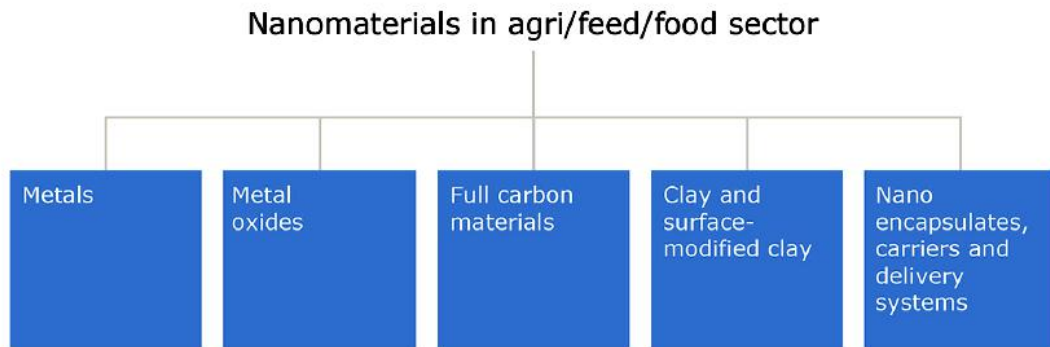 Nanomaterials in agri/feed/food sector
Metals
Metal
oxides
Full carbon
materials
Clay and
surface-
modified clay
Nano
encapsulates,
carriers and
delivery
systems